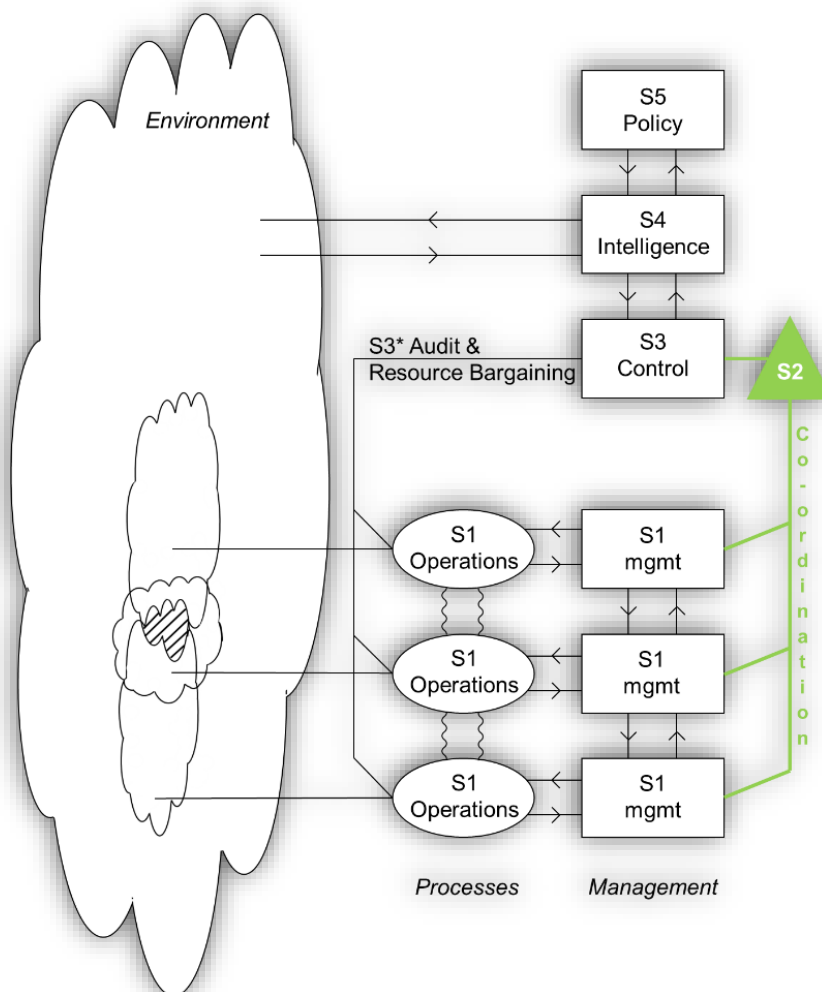 Environment
S5
Policy
S4
Intelligence
S3
Control
S3* Audit &
Resource Bargaining
S2
Co-ordination
S1
Operations
S1
mgmt
S1
Operations
S1
mgmt
S1
Operations
S1
mgmt
Processes
Management